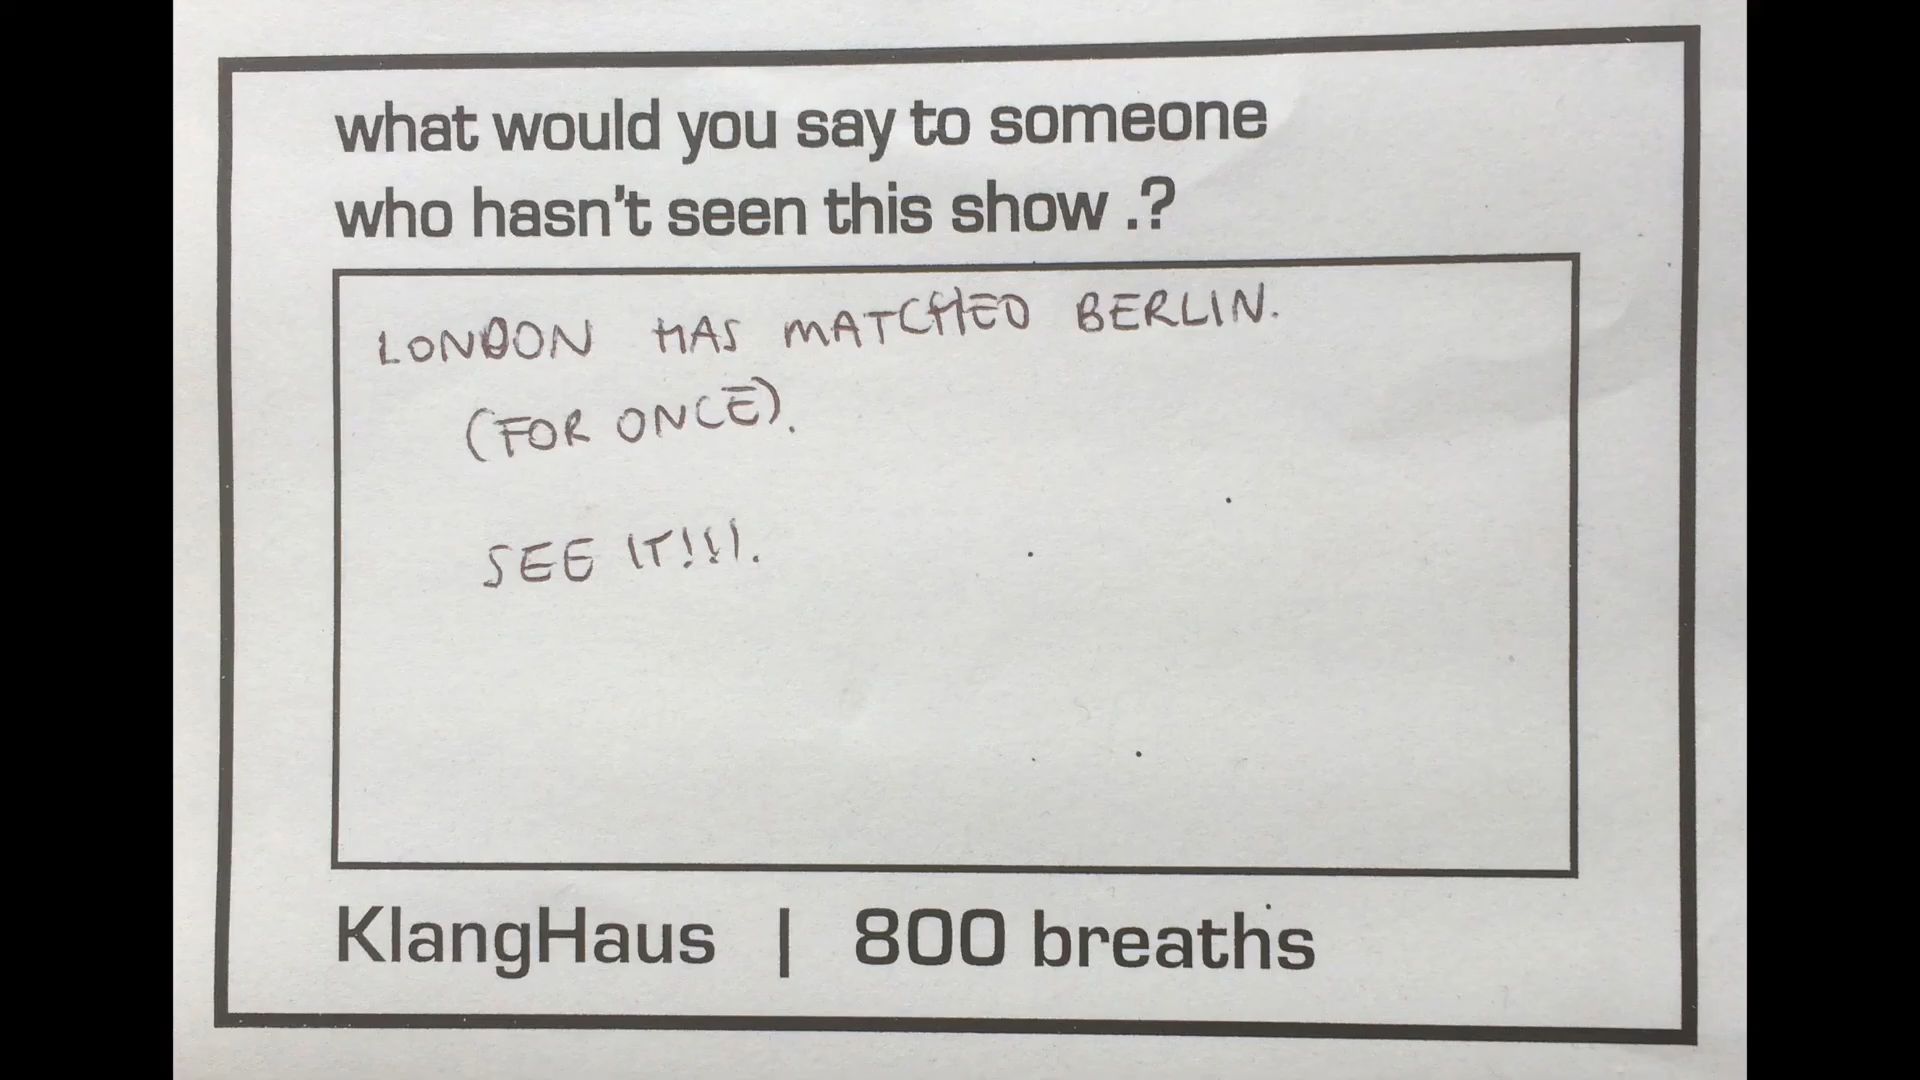 what would you say to someone
who hasn't seen this show .?
LONDON HAS MATCHED BERLIN.
(FOR ONCE).
SEE IT!!!.
KlangHaus | 800 breaths